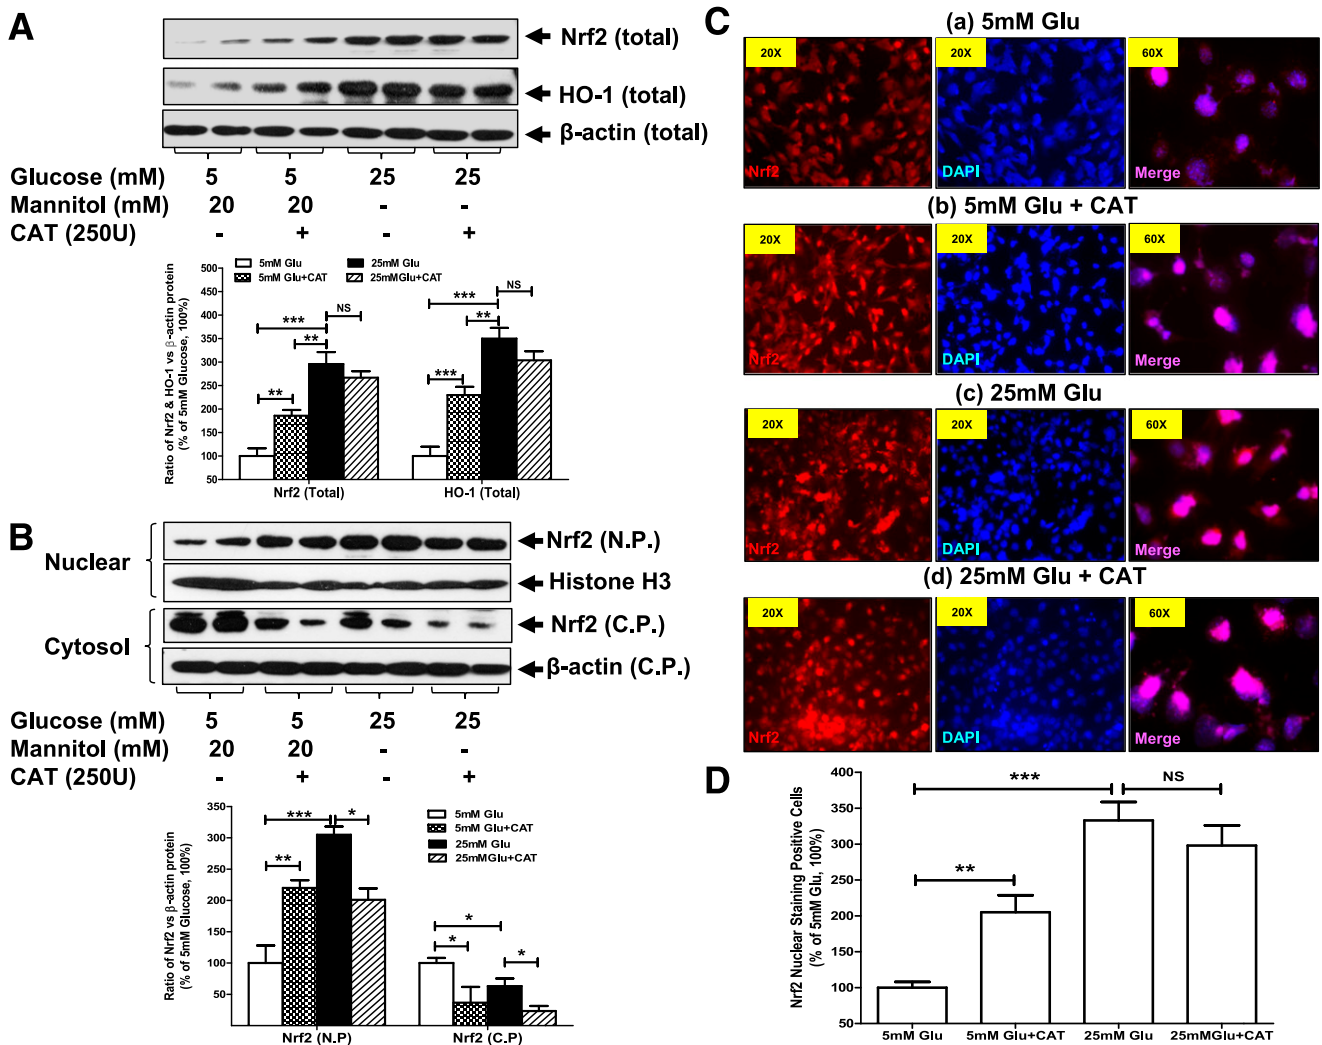 A
Nrf2 (total)
HO-1 (total)
β-actin (total)
Glucose (mM) 5 5 25 25
Mannitol (mM) 20 20 - -
CAT (250U) - + - +
5mM Glu 25mM Glu
5mM Glu+CAT 25mMGlu+CAT
Ratio of Nrf2 & HO-1 vs β-actin protein
(% of 5mM Glucose, 100%)
500
450
400
350
300
250
200
150
100
50
*** ** ** NS
*** ** *** NS
Nrf2 (Total) HO-1 (Total)
B
Nuclear
Nrf2 (N.P.)
Histone H3
Cytosol
Nrf2 (C.P.)
β-actin (C.P.)
Glucose (mM) 5 5 25 25
Mannitol (mM) 20 20 - -
CAT (250U) - + - +
5mM Glu
5mM Glu+CAT
25mM Glu
25mMGlu+CAT
Ratio of Nrf2 vs β-actin protein
(% of 5mM Glucose, 100%)
350
300
250
200
150
100
50
*** * **
* * *
Nrf2 (N.P) Nrf2 (C.P)
C
(a) 5mM Glu
20X 20X 60X
Nrf2 DAPI Merge
(b) 5mM Glu + CAT
20X 20X 60X
Nrf2 DAPI Merge
(c) 25mM Glu
20X 20X 60X
Nrf2 DAPI Merge
(d) 25mM Glu + CAT
20X 20X 60X
Nrf2 DAPI Merge
D
Nrf2 Nuclear Staining Positive Cells
(% of 5mM Glu, 100%)
400
350
300
250
200
150
100
50
*** NS
**
5mM Glu 5mM Glu+CAT 25mM Glu 25mMGlu+CAT